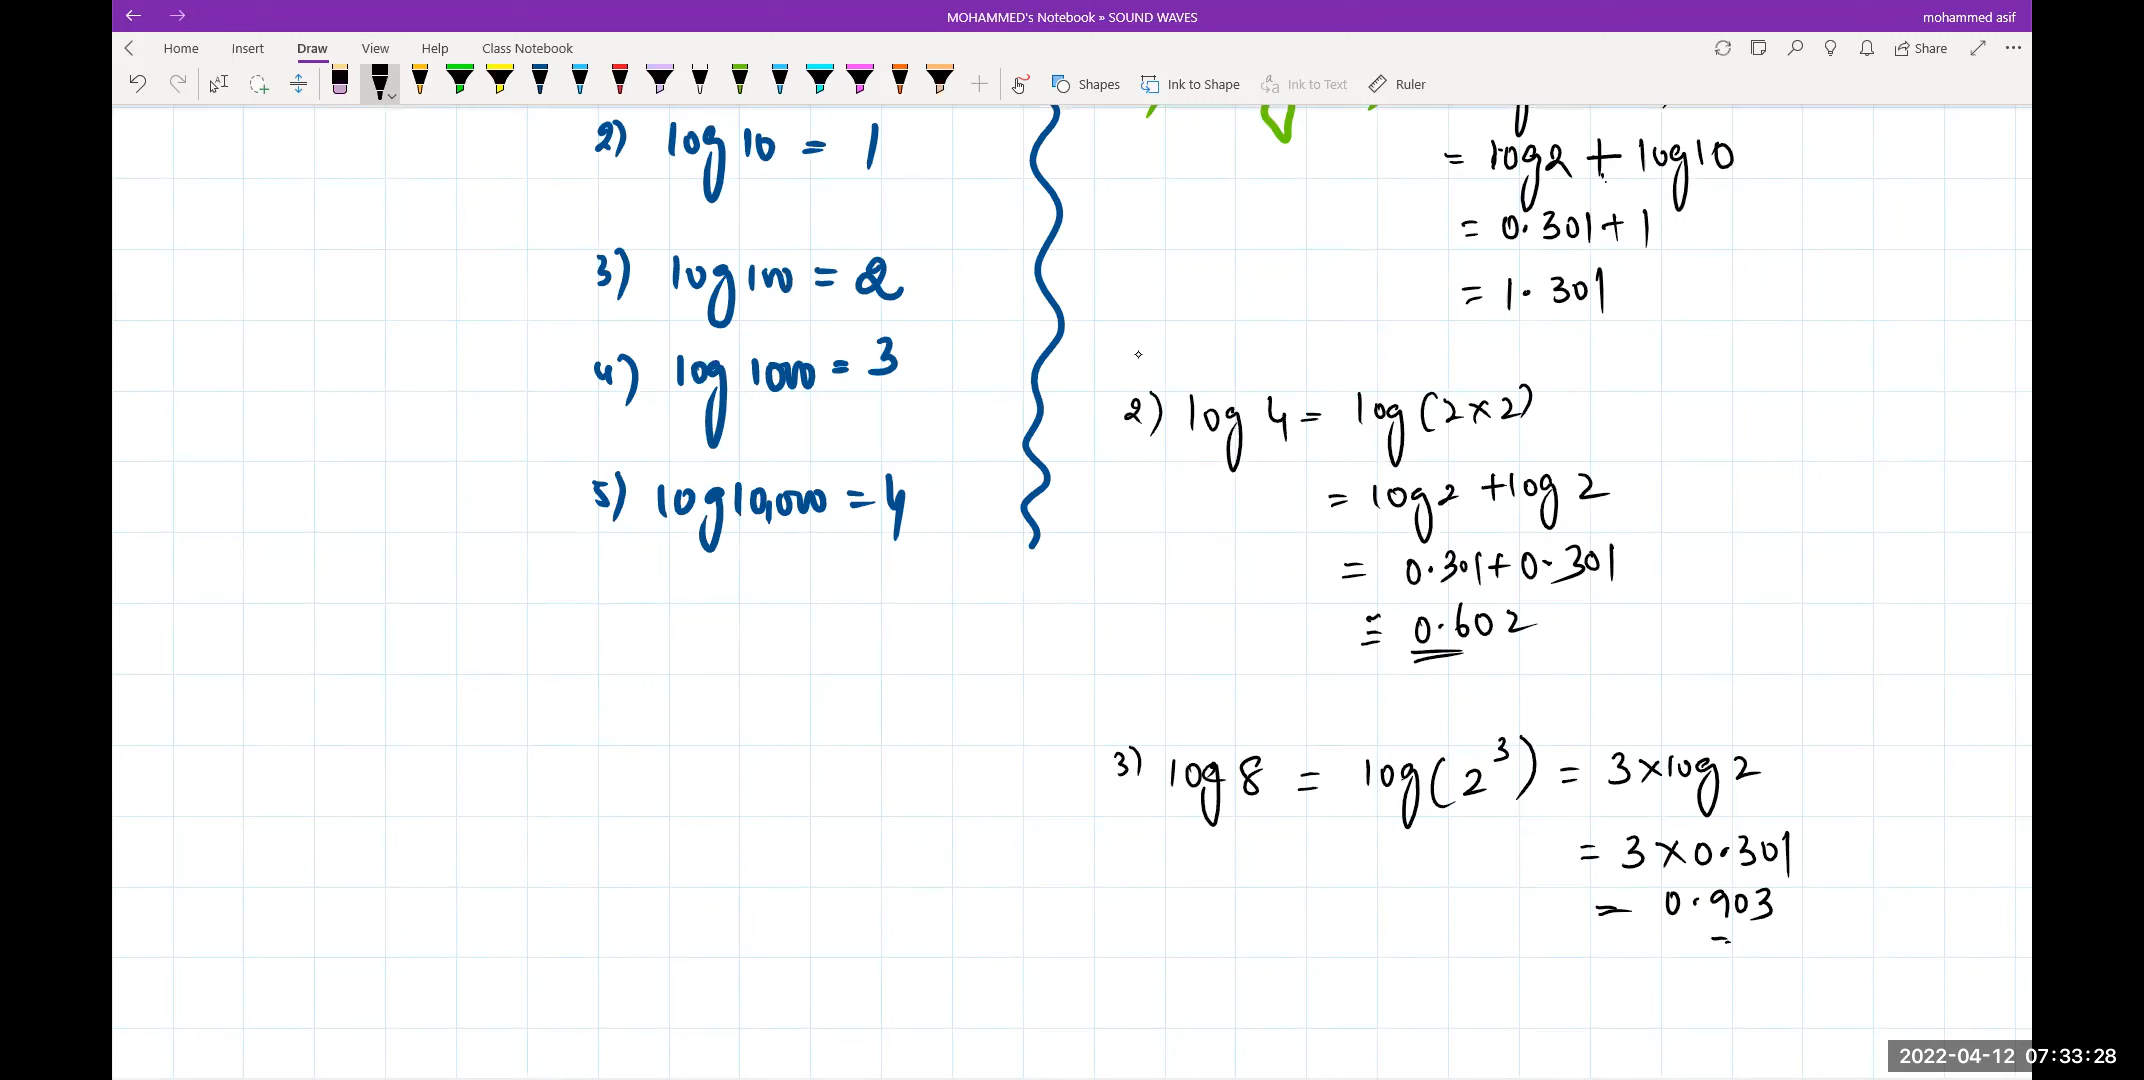 MOHAMMED's Notebook » SOUND WAVES
mohammed asif
Home Insert Draw View Help Class Notebook
Share
Shapes Ink to Shape Ink to Text Ruler
2) log 10 = 1
3) log 100 = 2
4) log 1000 = 3
5) log 10,000 = 4
= log 2 + log 10
= 0.301 + 1
= 1.301
2) log 4 = log (2 × 2)
= log 2 + log 2
= 0.301 + 0.301
= 0.602
3) log 8 = log (2³) = 3 × log 2
= 3 × 0.301
= 0.903
2022-04-12 07:33:28